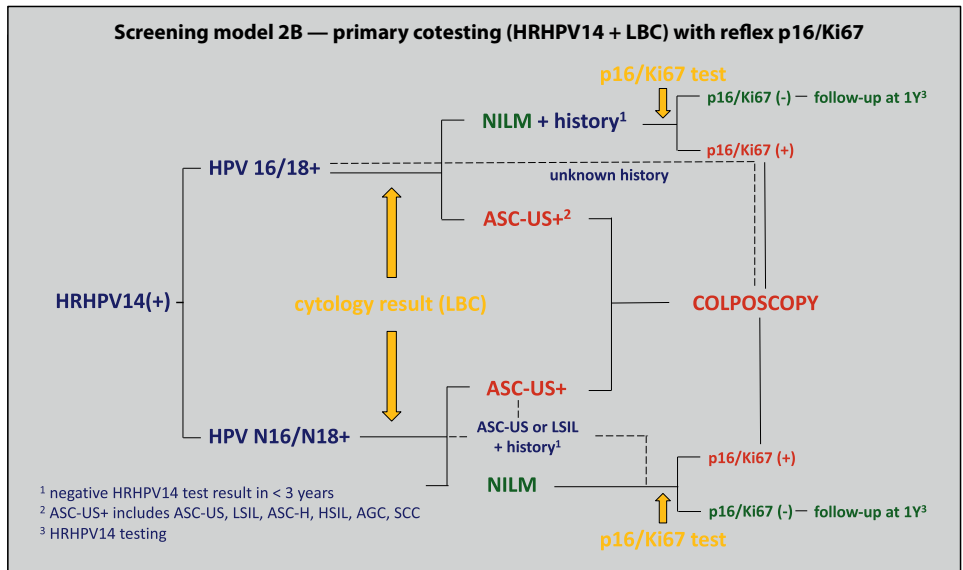 Screening model 2B — primary cotesting (HRHPV14 + LBC) with reflex p16/Ki67
p16/Ki67 test
p16/Ki67 (-) — follow-up at 1Y³
NILM + history¹
p16/Ki67 (+)
HPV 16/18+
unknown history
ASC-US+²
HRHPV14(+)
cytology result (LBC)
COLPOSCOPY
ASC-US+
HPV N16/N18+
ASC-US or LSIL
+ history¹
p16/Ki67 (+)
NILM
p16/Ki67 (-) — follow-up at 1Y³
p16/Ki67 test
¹ negative HRHPV14 test result in < 3 years
² ASC-US+ includes ASC-US, LSIL, ASC-H, HSIL, AGC, SCC
³ HRHPV14 testing